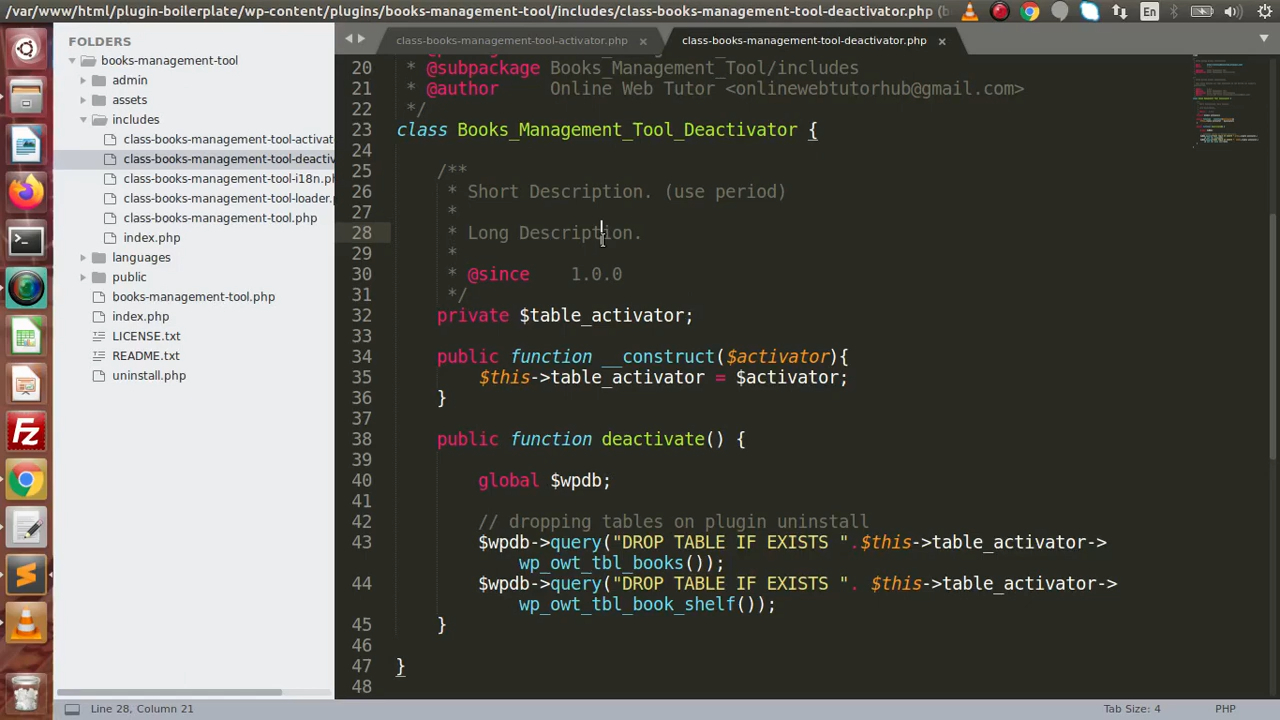 /var/www/html/plugin-boilerplate/wp-content/plugins/books-management-tool/includes/class-books-management-tool-deactivator.php (b
En
FOLDERS
books-management-tool
admin
assets
includes
class-books-management-tool-activat
class-books-management-tool-deactiv
class-books-management-tool-i18n.p
class-books-management-tool-loader.p
class-books-management-tool.php
index.php
languages
public
books-management-tool.php
index.php
LICENSE.txt
README.txt
uninstall.php
class-books-management-tool-activator.php
class-books-management-tool-deactivator.php
20 * @subpackage Books_Management_Tool/includes
21 * @author     Online Web Tutor <onlinewebtutorhub@gmail.com>
22 */
23 class Books_Management_Tool_Deactivator {
24
25 /**
26 * Short Description. (use period)
27 *
28 * Long Description.
29 *
30 * @since    1.0.0
31 */
32 private $table_activator;
33
34 public function __construct($activator){
35 $this->table_activator = $activator;
36 }
37
38 public function deactivate() {
39
40 global $wpdb;
41
42 // dropping tables on plugin uninstall
43 $wpdb->query("DROP TABLE IF EXISTS ".$this->table_activator->
wp_owt_tbl_books());
44 $wpdb->query("DROP TABLE IF EXISTS ". $this->table_activator->
wp_owt_tbl_book_shelf());
45 }
46
47 }
48
Line 28, Column 21
Tab Size: 4
PHP